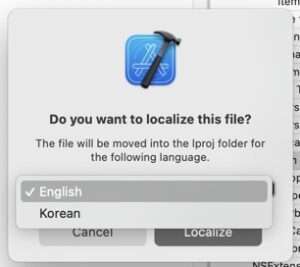 Do you want to localize this file?
The file will be moved into the lproj folder for
the following language.
✓ English
Korean
Cancel
Localize
NSExten